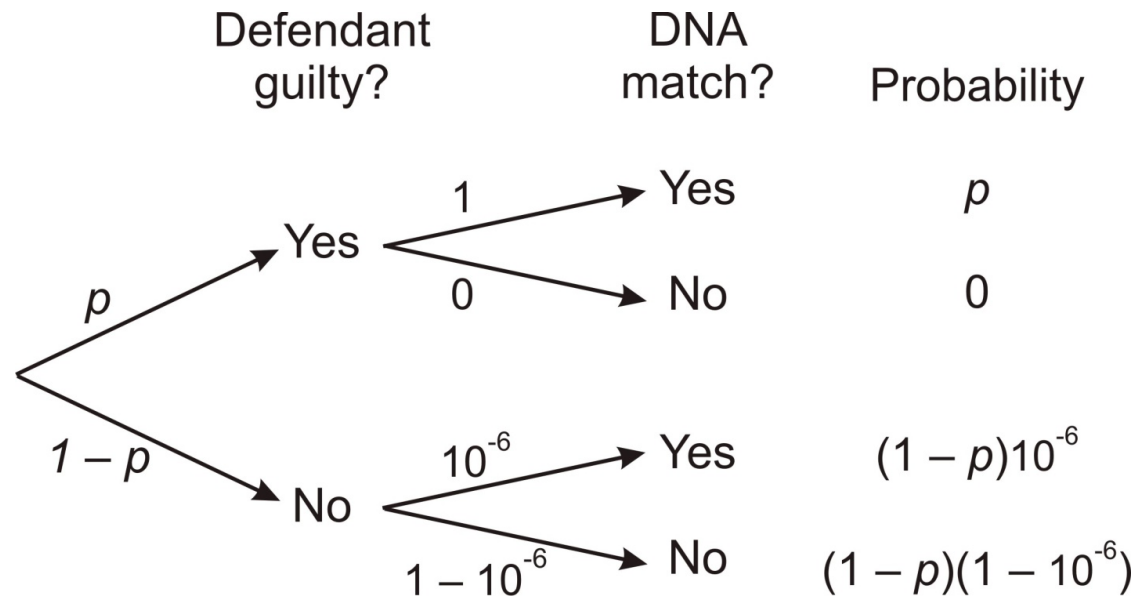 Defendant
guilty?
DNA
match?
Probability
1
Yes
p
Yes
0
No
0
p
1 – p
10⁻⁶
Yes
(1 – p)10⁻⁶
No
1 – 10⁻⁶
No
(1 – p)(1 – 10⁻⁶)